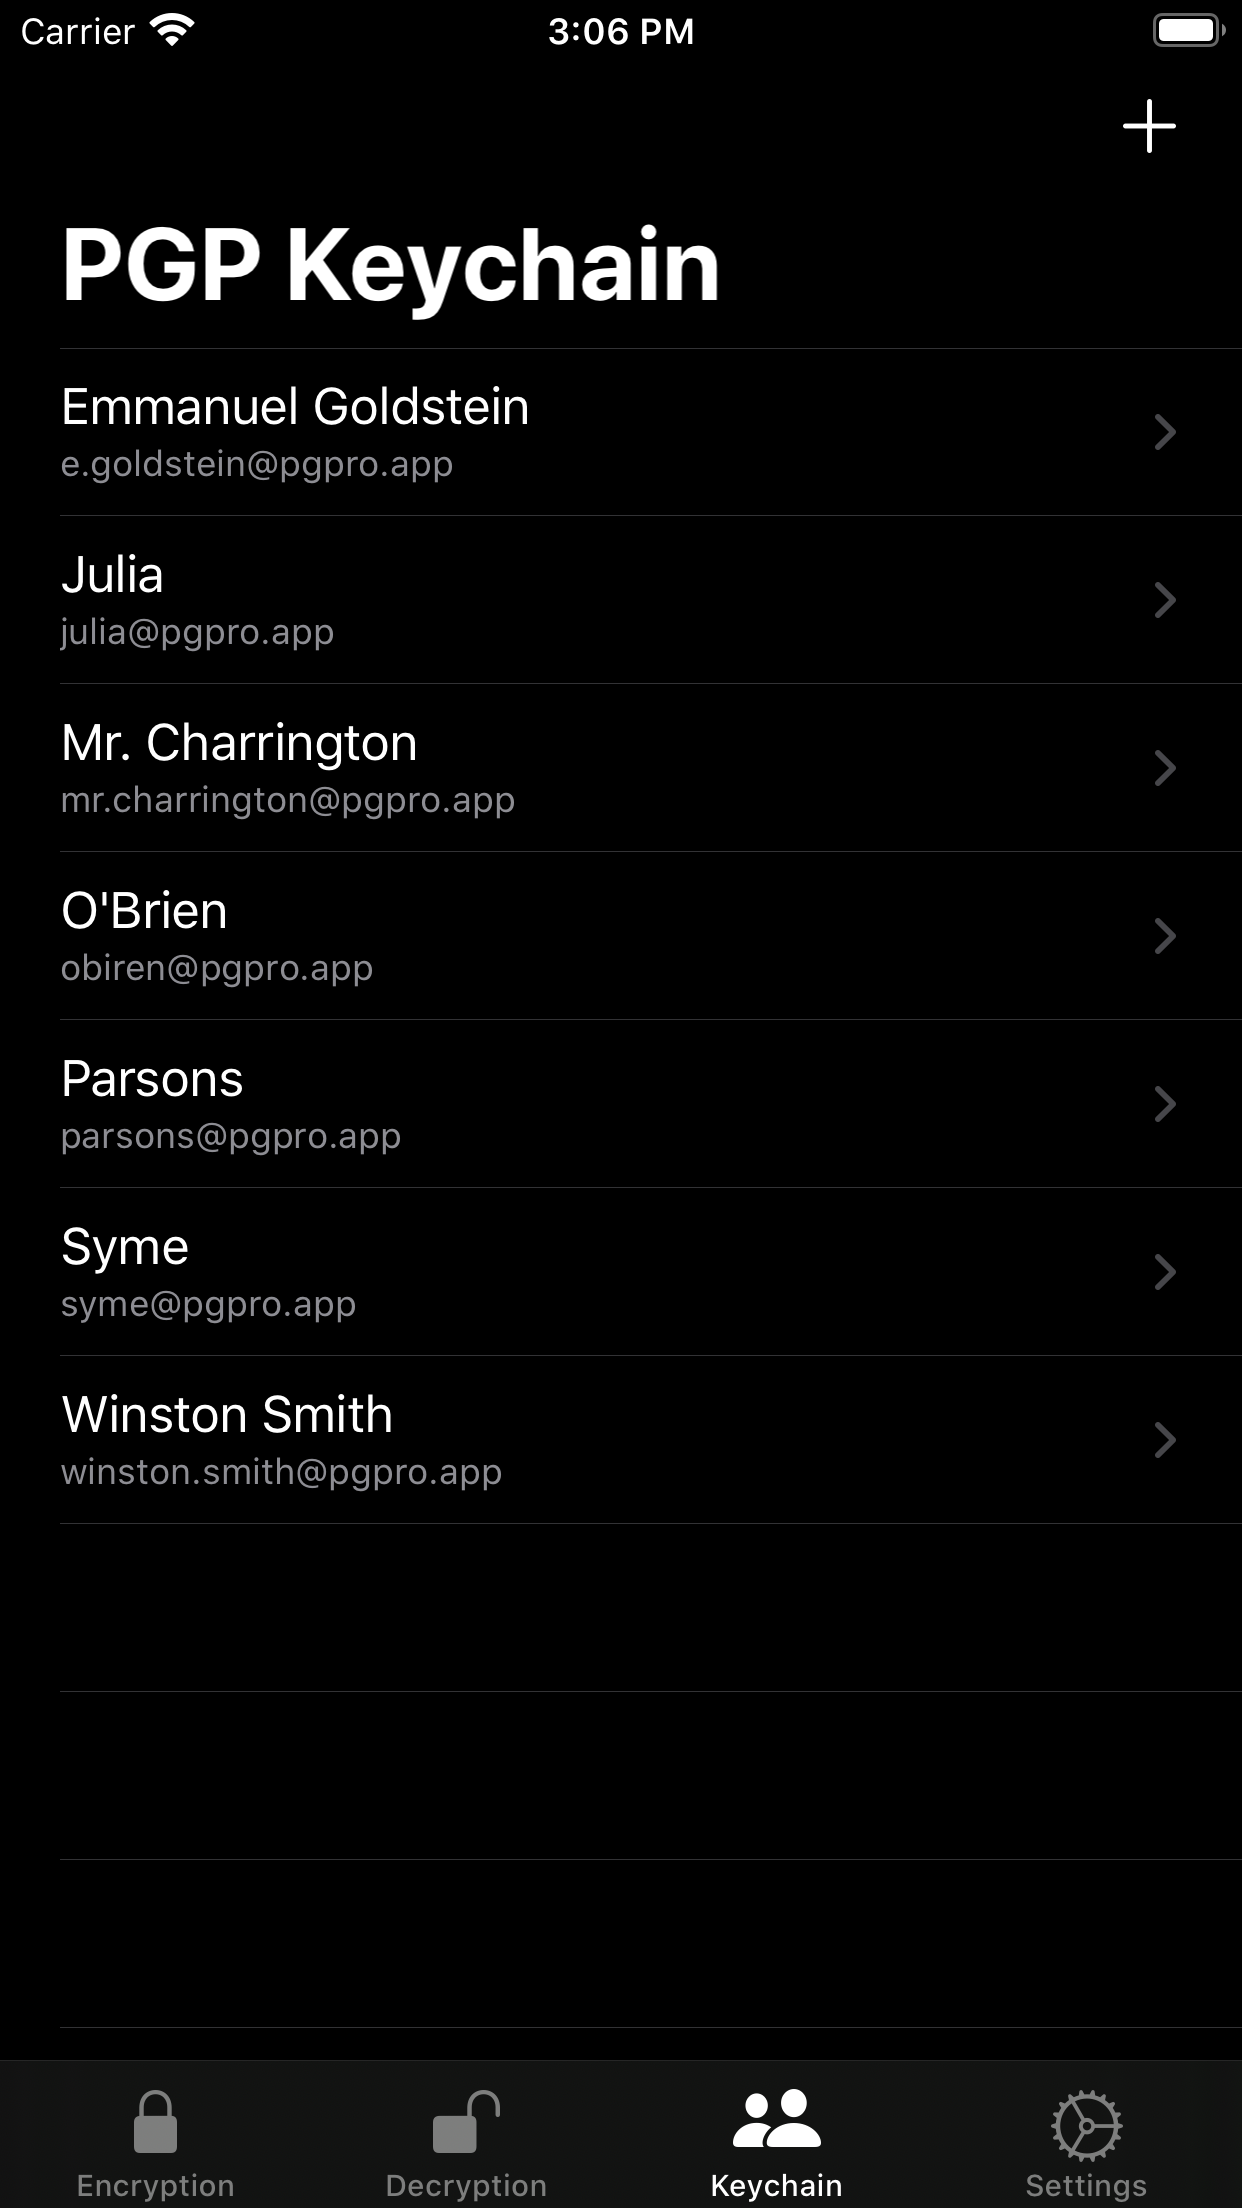 Carrier 3:06 PM
PGP Keychain
Emmanuel Goldstein
e.goldstein@pgpro.app
Julia
julia@pgpro.app
Mr. Charrington
mr.charrington@pgpro.app
O'Brien
obiren@pgpro.app
Parsons
parsons@pgpro.app
Syme
syme@pgpro.app
Winston Smith
winston.smith@pgpro.app
Encryption Decryption Keychain Settings